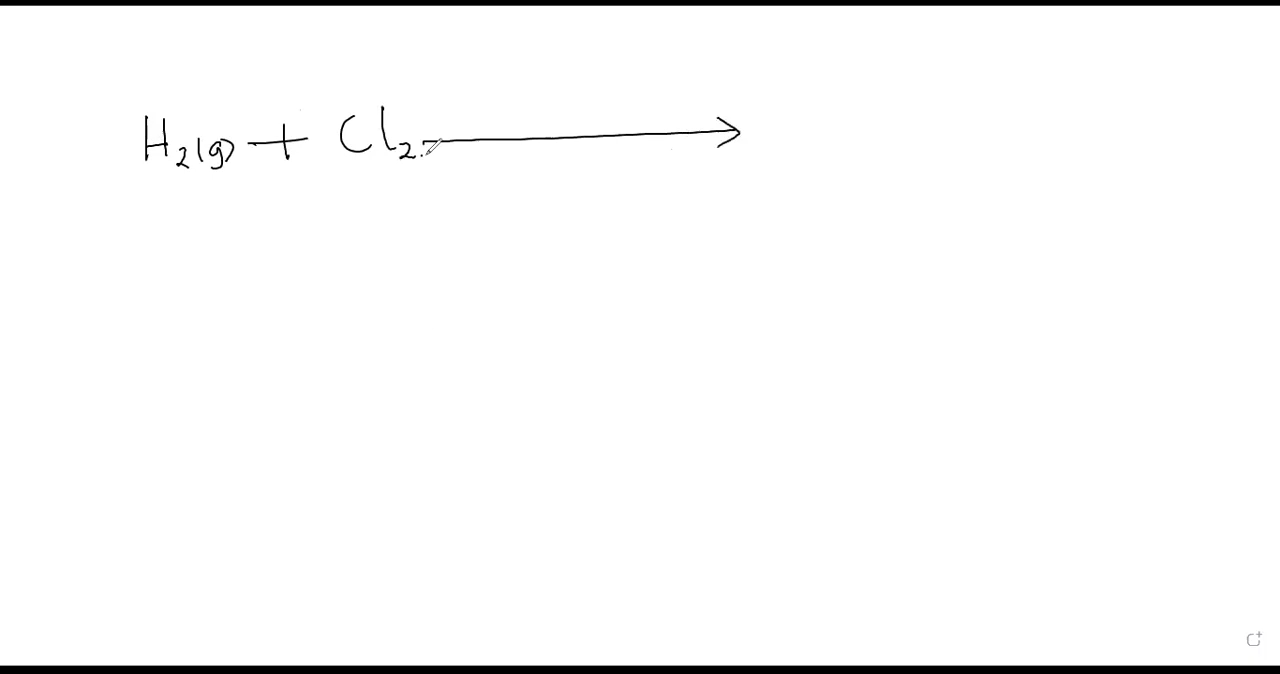 H₂(g) + Cl₂ →